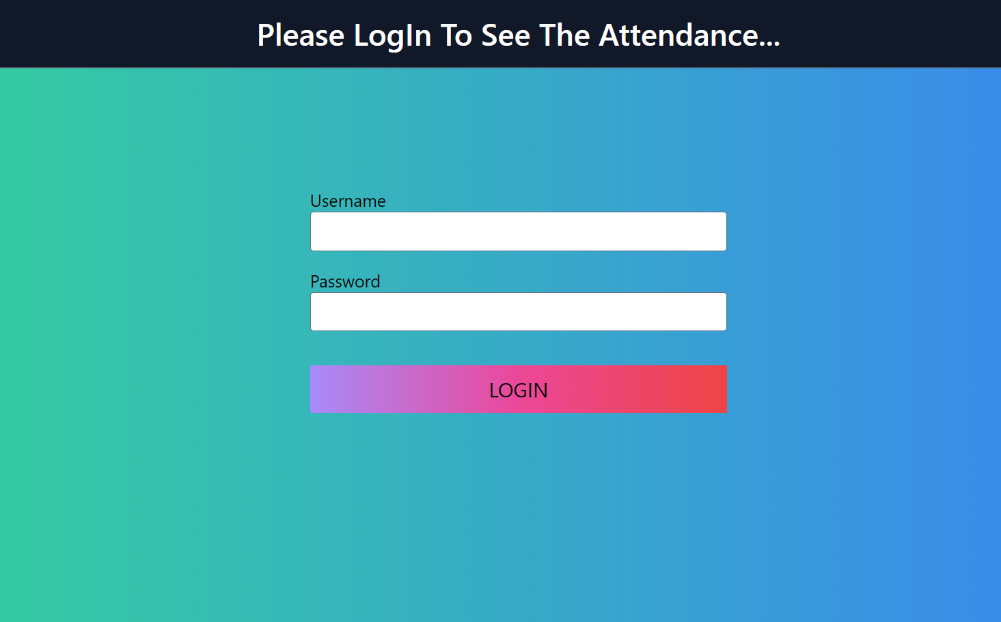 Please LogIn To See The Attendance...
Username
Password
LOGIN